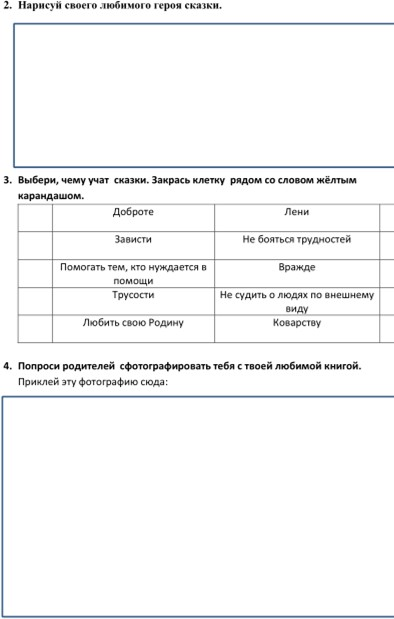 2. Нарисуй своего любимого героя сказки.
3. Выбери, чему учат сказки. Закрась клетку рядом со словом жёлтым
карандашом.
Доброте Лени
Зависти Не бояться трудностей
Помогать тем, кто нуждается в Вражде
помощи
Трусости Не судить о людях по внешнему
виду
Любить свою Родину Коварству
4. Попроси родителей сфотографировать тебя с твоей любимой книгой.
Приклей эту фотографию сюда: